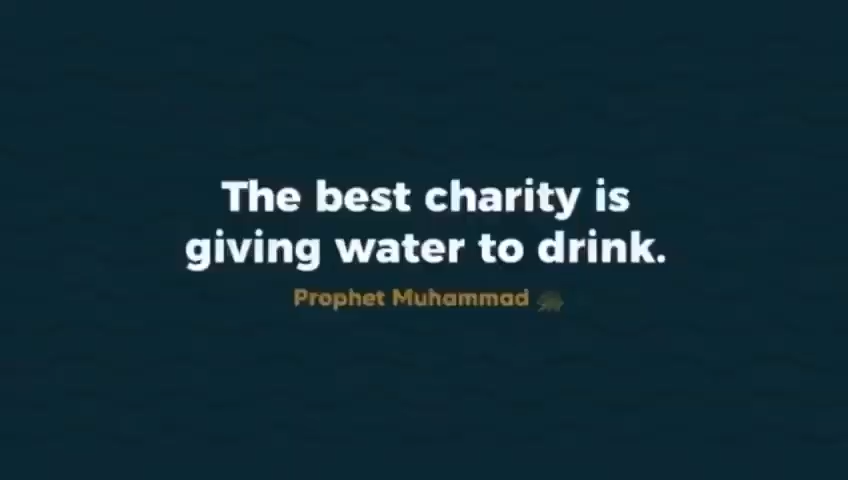 The best charity is
giving water to drink.
Prophet Muhammad ﷺ